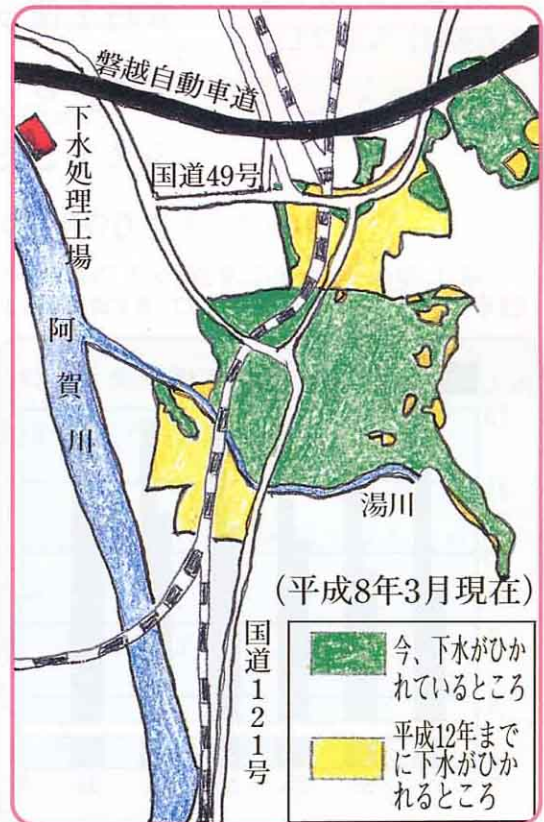 磐越自動車道
下水処理工場
国道49号
阿賀川
湯川
(平成8年3月現在)
国道121号
今、下水がひか
れているところ
平成12年まで
に下水がひか
れるところ